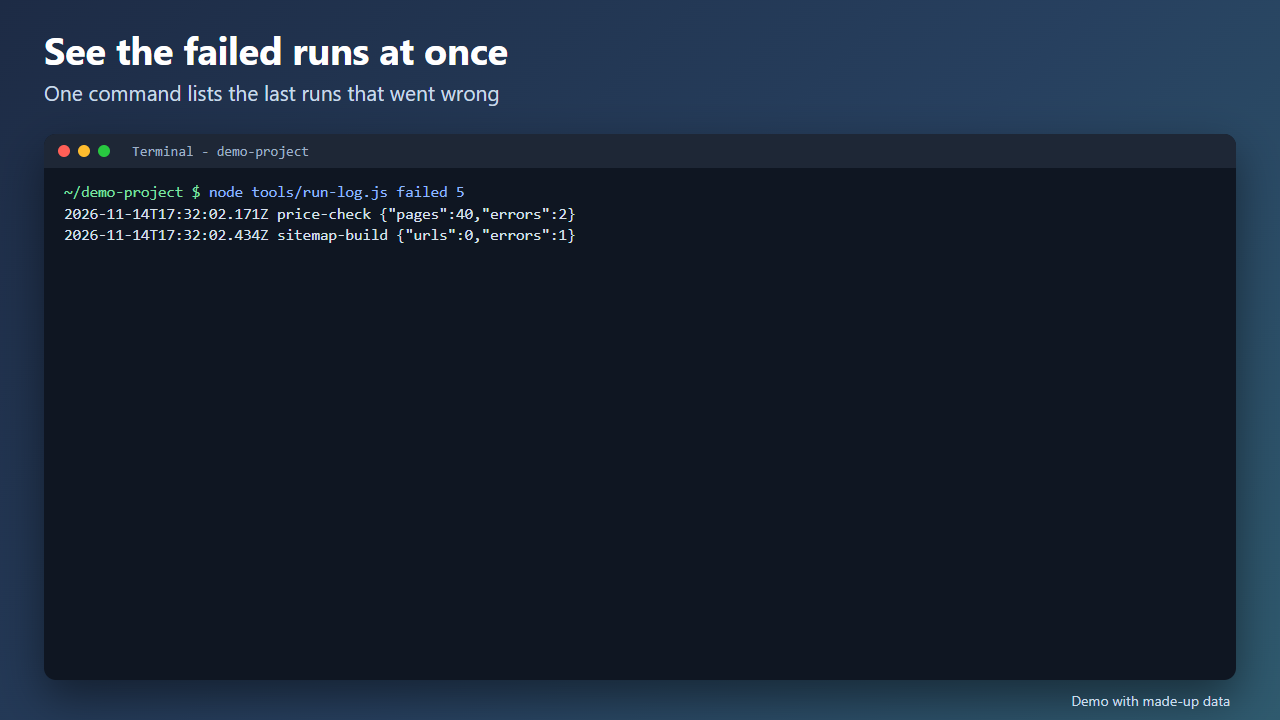 See the failed runs at once
One command lists the last runs that went wrong
Terminal - demo-project
~/demo-project $ node tools/run-log.js failed 5
2026-11-14T17:32:02.171Z price-check {"pages":40,"errors":2}
2026-11-14T17:32:02.434Z sitemap-build {"urls":0,"errors":1}
Demo with made-up data